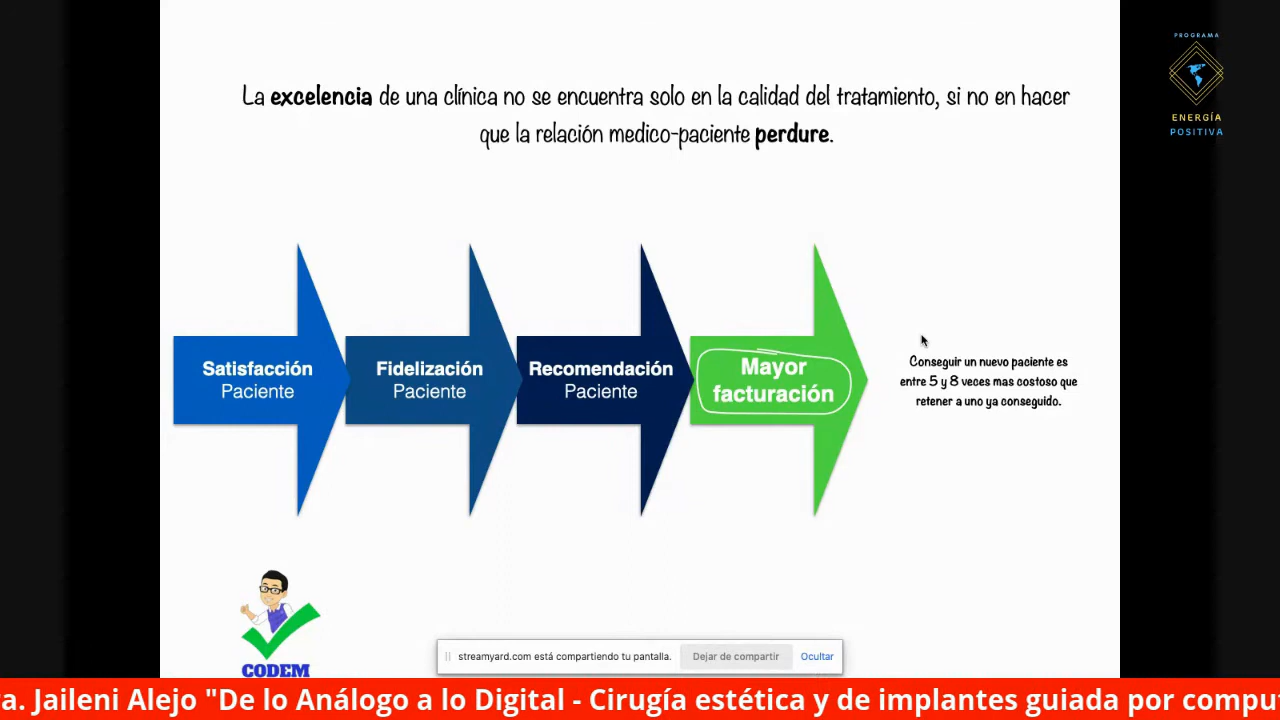 PROGRAMA
ENERGÍA
POSITIVA
La excelencia de una clínica no se encuentra solo en la calidad del tratamiento, si no en hacer
que la relación medico-paciente perdure.
Satisfacción
Paciente
Fidelización
Paciente
Recomendación
Paciente
Mayor
facturación
Conseguir un nuevo paciente es
entre 5 y 8 veces mas costoso que
retener a uno ya conseguido.
CODEM
streamyard.com está compartiendo tu pantalla. Dejar de compartir Ocultar
Jaileni Alejo "De lo Análogo a lo Digital - Cirugía estética y de implantes guiada por